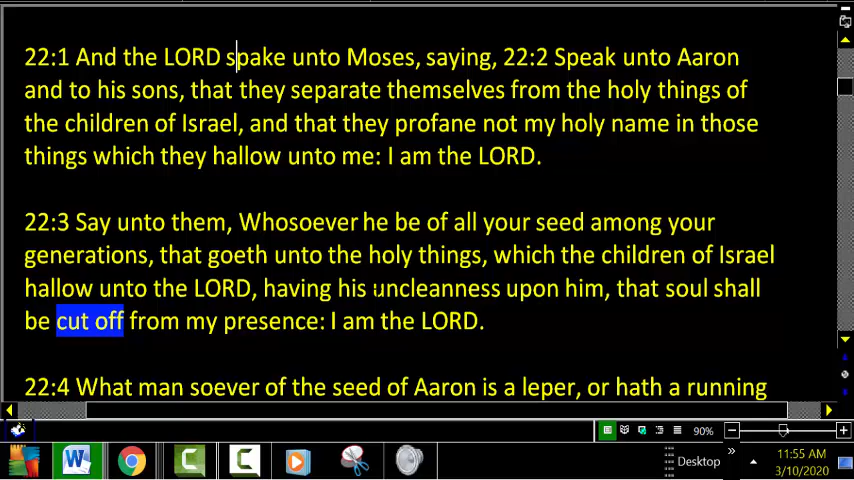 22:1 And the LORD spake unto Moses, saying, 22:2 Speak unto Aaron
and to his sons, that they separate themselves from the holy things of
the children of Israel, and that they profane not my holy name in those
things which they hallow unto me: I am the LORD.
22:3 Say unto them, Whosoever he be of all your seed among your
generations, that goeth unto the holy things, which the children of Israel
hallow unto the LORD, having his uncleanness upon him, that soul shall
be cut off from my presence: I am the LORD.
22:4 What man soever of the seed of Aaron is a leper, or hath a running
90%
Desktop
11:55 AM
3/10/2020